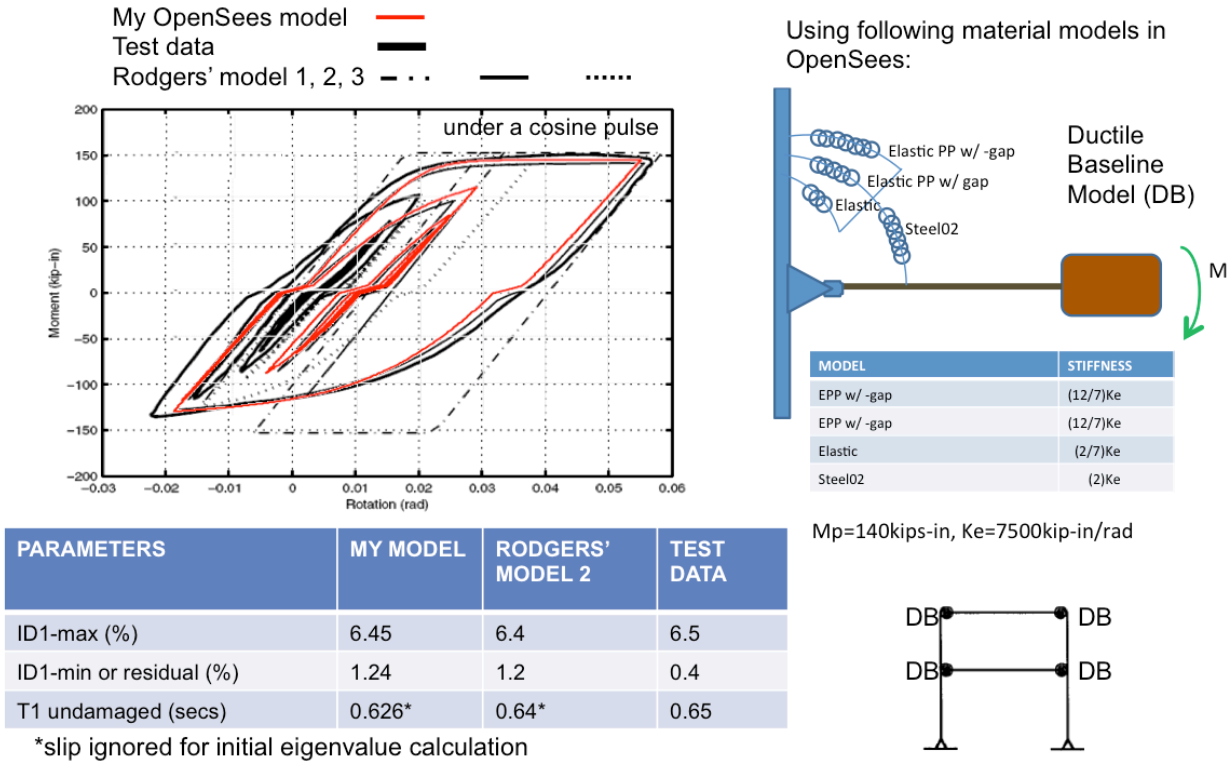 My OpenSees model
Test data
Rodgers' model 1, 2, 3
Using following material models in
OpenSees:
under a cosine pulse
200
150
100
50
0
−50
−100
−150
−200
Moment (kip−in)
−0.03
−0.02
−0.01
0
0.01
0.02
0.03
0.04
0.05
0.06
Rotation (rad)
Elastic PP w/ -gap
Elastic PP w/ gap
Elastic
Steel02
Ductile
Baseline
Model (DB)
M
MODEL STIFFNESS
EPP w/ -gap (12/7)Ke
EPP w/ -gap (12/7)Ke
Elastic (2/7)Ke
Steel02 (2)Ke
Mp=140kips-in, Ke=7500kip-in/rad
PARAMETERS MY MODEL RODGERS' MODEL 2 TEST DATA
ID1-max (%) 6.45 6.4 6.5
ID1-min or residual (%) 1.24 1.2 0.4
T1 undamaged (secs) 0.626* 0.64* 0.65
*slip ignored for initial eigenvalue calculation
DB DB
DB DB